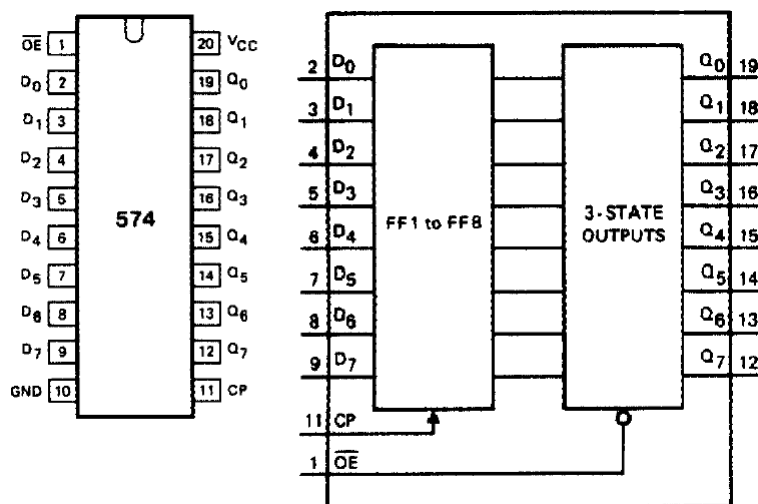 OE 1 20 VCC
D0 2 19 Q0
D1 3 18 Q1
D2 4 17 Q2
D3 5 16 Q3
D4 6 15 Q4
D5 7 14 Q5
D6 8 13 Q6
D7 9 12 Q7
GND 10 11 CP
574
2 D0 Q0 19
3 D1 Q1 18
4 D2 Q2 17
5 D3 Q3 16
6 D4 Q4 15
7 D5 Q5 14
8 D6 Q6 13
9 D7 Q7 12
FF1 to FF8
3-STATE
OUTPUTS
11 CP
1 OE